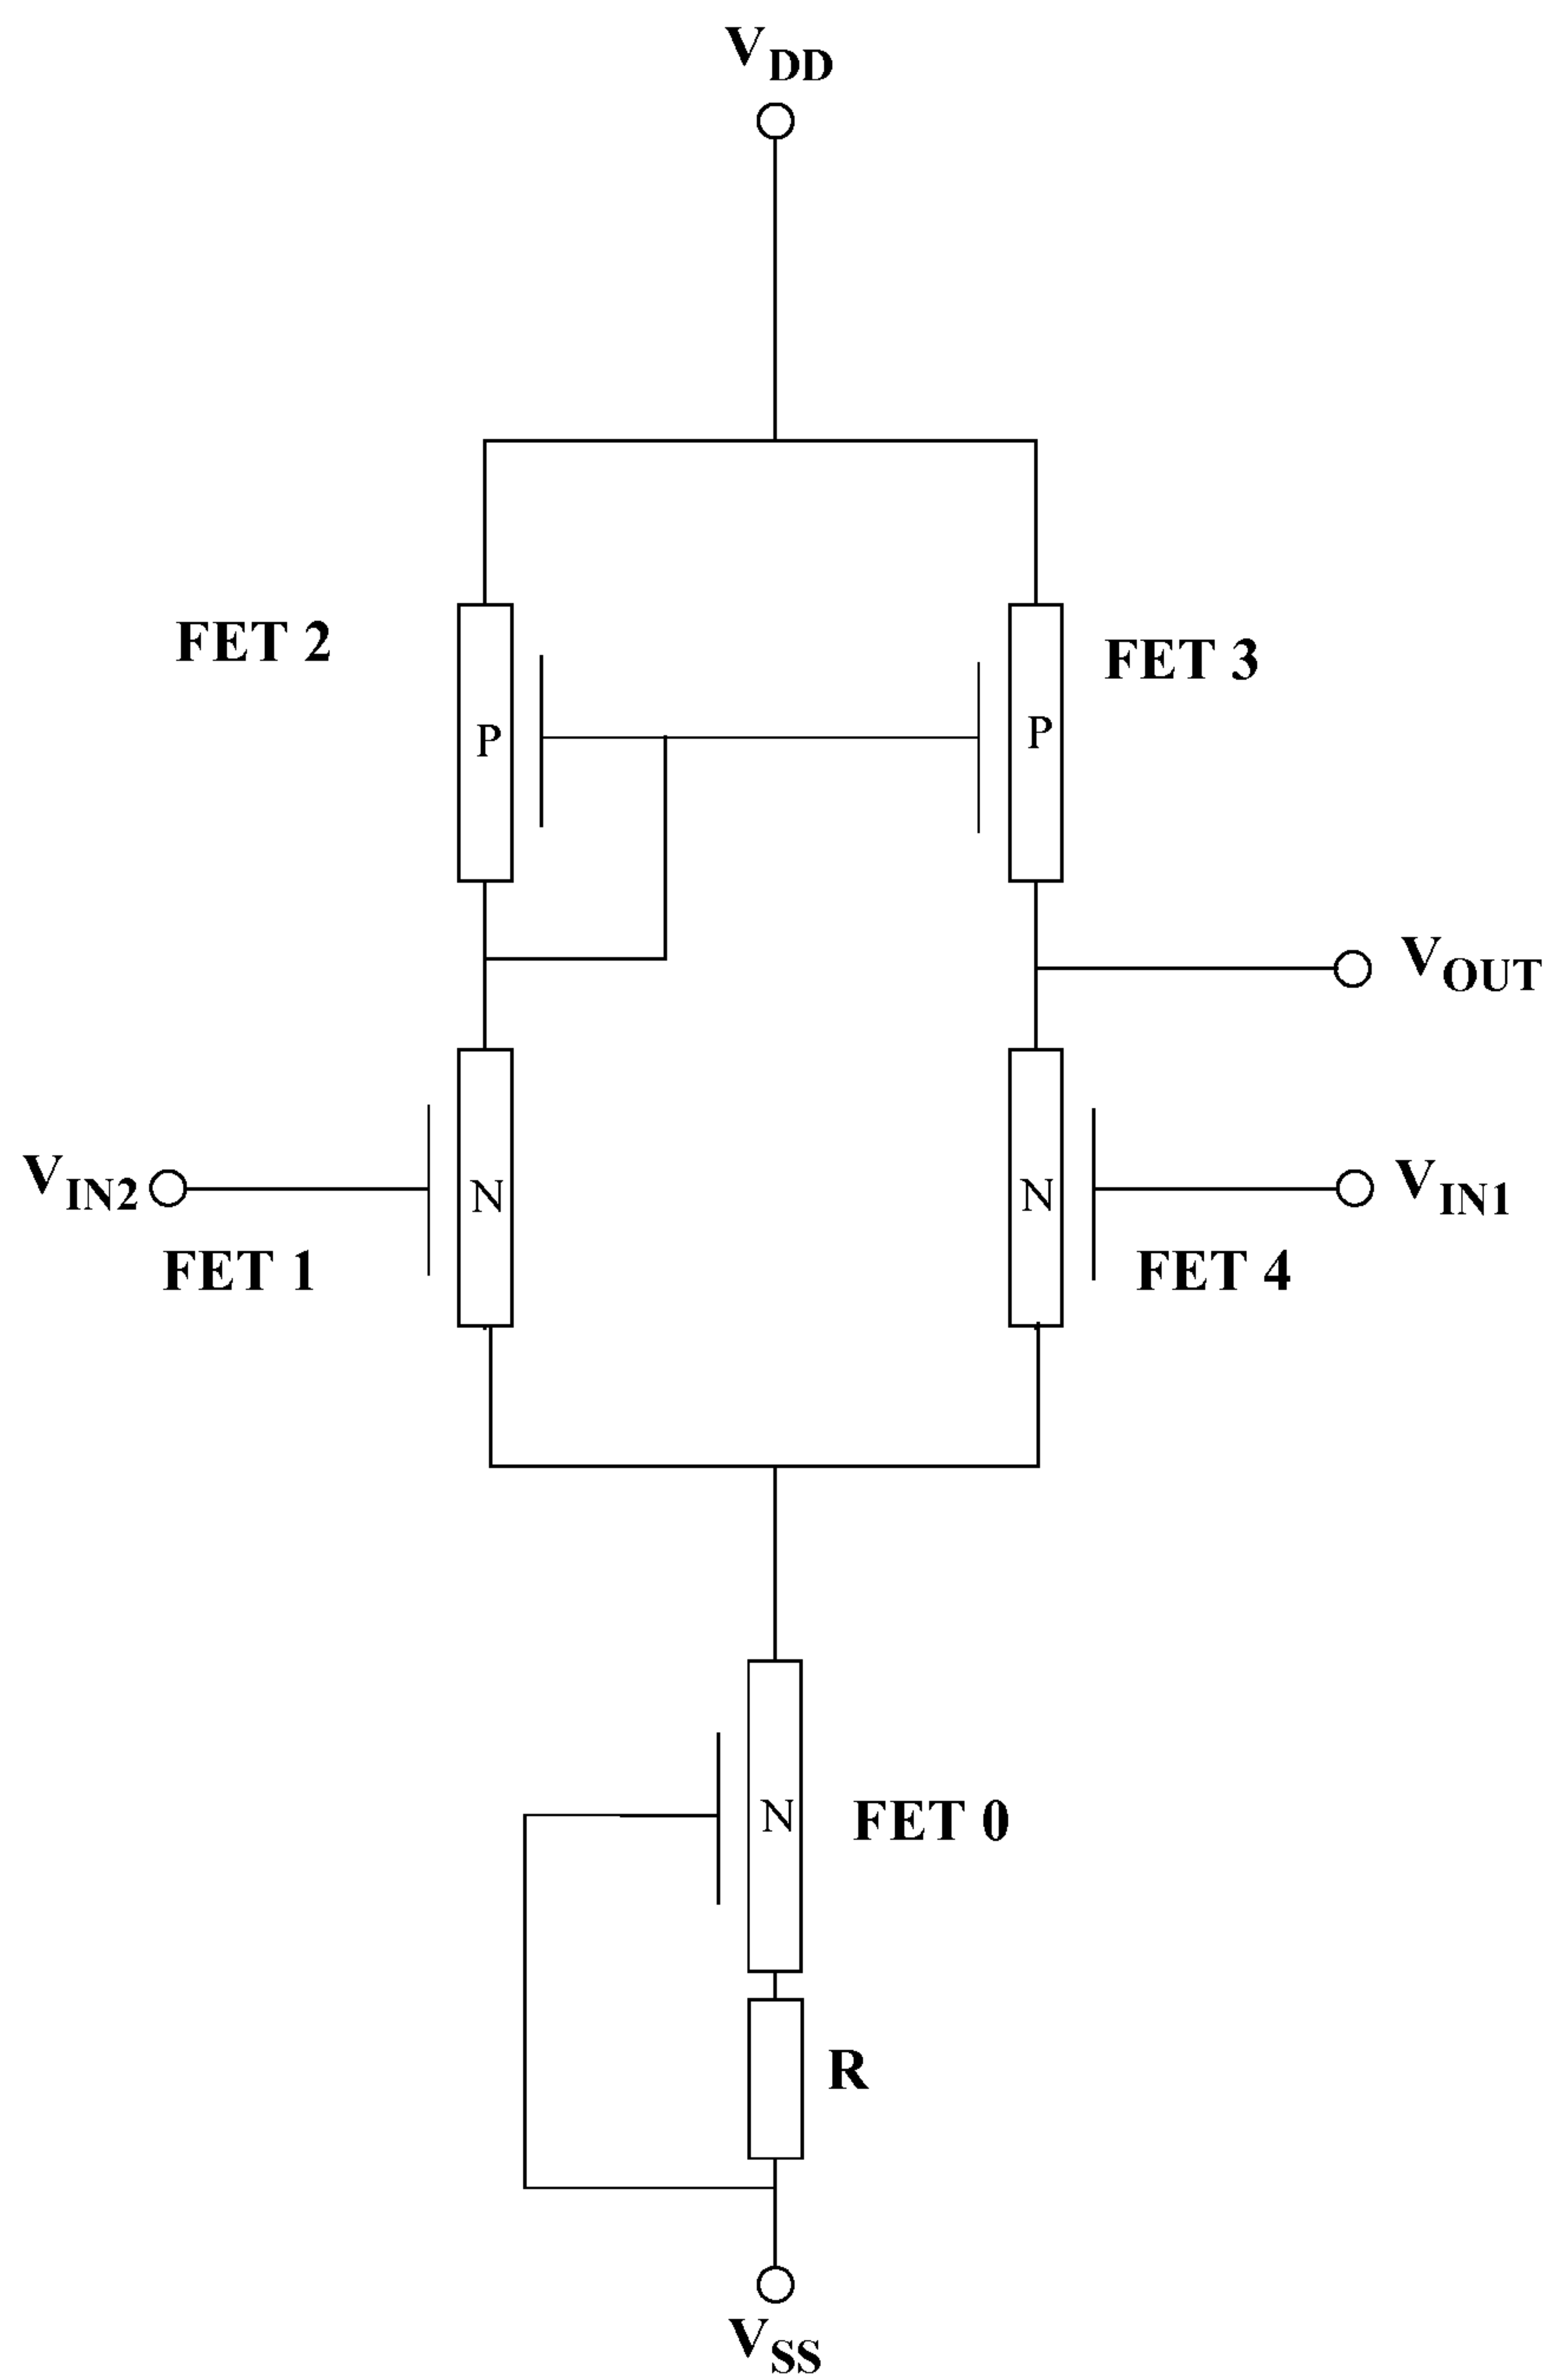 VDD
FET 2
FET 3
P
P
VOUT
VIN2
N
N
VIN1
FET 1
FET 4
N
FET 0
R
VSS